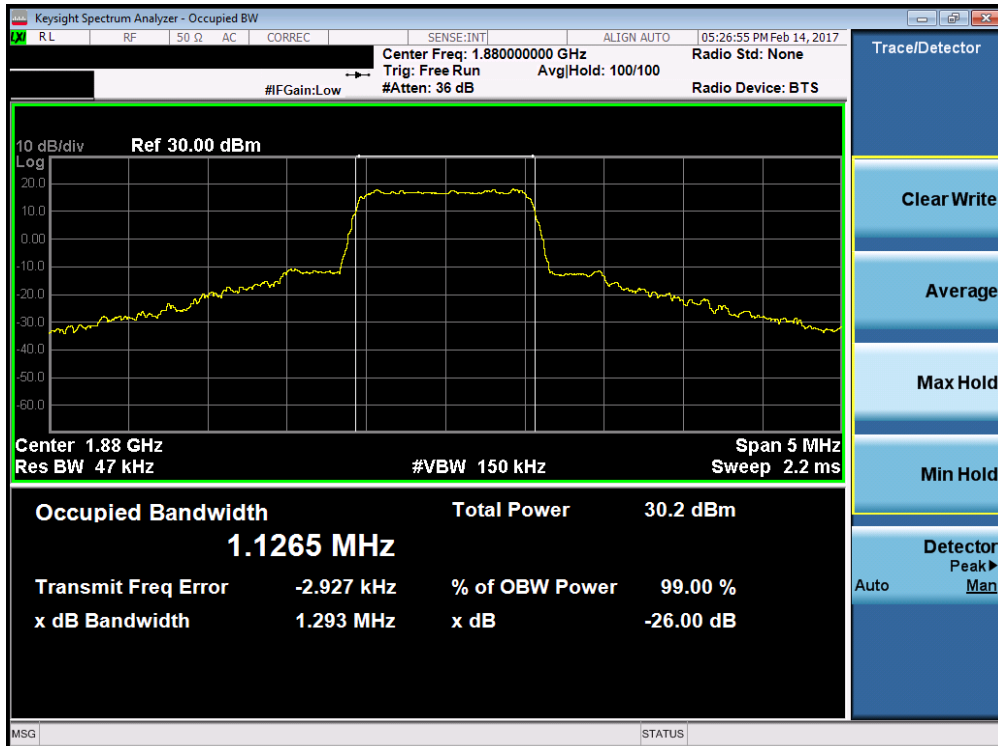 Keysight Spectrum Analyzer - Occupied BW
LXI RL RF 50 Ω AC CORREC SENSE:INT ALIGN AUTO 05:26:55 PM Feb 14, 2017
Center Freq: 1.880000000 GHz Radio Std: None
Trig: Free Run Avg|Hold: 100/100
#IFGain:Low #Atten: 36 dB Radio Device: BTS
10 dB/div Ref 30.00 dBm
Log
20.0
10.0
0.00
-10.0
-20.0
-30.0
-40.0
-50.0
-60.0
Center 1.88 GHz Span 5 MHz
Res BW 47 kHz #VBW 150 kHz Sweep 2.2 ms
Occupied Bandwidth Total Power 30.2 dBm
1.1265 MHz
Transmit Freq Error -2.927 kHz % of OBW Power 99.00 %
x dB Bandwidth 1.293 MHz x dB -26.00 dB
MSG STATUS
Trace/Detector
Clear Write
Average
Max Hold
Min Hold
Detector
Peak▶
Auto Man